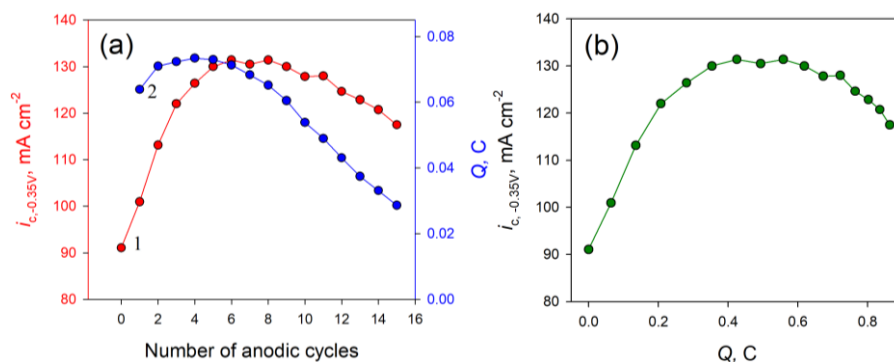 (a)
140
130
120
110
100
90
80
i c,-0.35V, mA cm-2
1
2
0.08
0.06
0.04
0.02
0.00
Q, C
0 2 4 6 8 10 12 14 16
Number of anodic cycles
(b)
140
130
120
110
100
90
80
i c,-0.35V, mA cm-2
0.0 0.2 0.4 0.6 0.8
Q, C